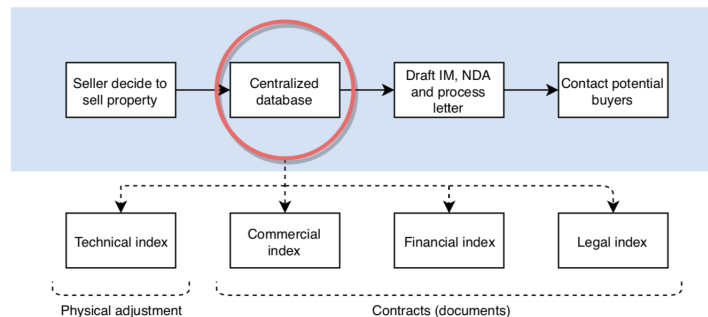 Seller decide to
sell property
Centralized
database
Draft IM, NDA
and process
letter
Contact potential
buyers
Technical index
Commercial
index
Financial index
Legal index
Physical adjustment
Contracts (documents)